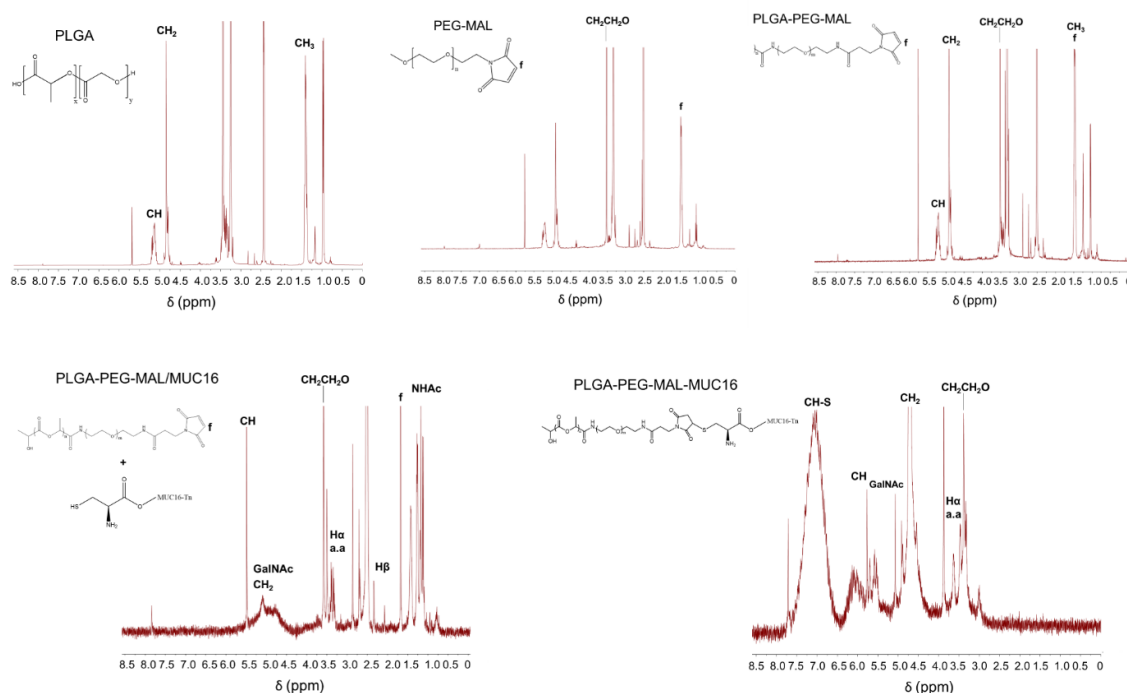 PLGA
CH₂
CH₃
CH
HO
O
O
O
O
H
x
y
8.5 8.0 7.5 7.0 6.5 6.0 5.5 5.0 4.5 4.0 3.5 3.0 2.5 2.0 1.5 1.0 0.5 0
δ (ppm)
PEG-MAL
CH₂CH₂O
O
O
n
N
O
O
f
f
8.5 8.0 7.5 7.0 6.5 6.0 5.5 5.0 4.5 4.0 3.5 3.0 2.5 2.0 1.5 1.0 0.5 0
δ (ppm)
PLGA-PEG-MAL
CH₂CH₂O
CH₃
f
CH₂
CH
f
8.5 8.0 7.5 7.0 6.5 6.0 5.5 5.0 4.5 4.0 3.5 3.0 2.5 2.0 1.5 1.0 0.5 0
δ (ppm)
PLGA-PEG-MAL/MUC16
CH₂CH₂O
NHAc
CH
f
f
+
HS
O
O
MUC16-Tn
NH₂
GalNAc
CH₂
Hα
a.a
Hβ
8.5 8.0 7.5 7.0 6.5 6.0 5.5 5.0 4.5 4.0 3.5 3.0 2.5 2.0 1.5 1.0 0.5 0
δ (ppm)
PLGA-PEG-MAL-MUC16
CH-S
CH₂
CH₂CH₂O
MUC16-Tn
NH₂
CH
GalNAc
Hα
a.a
8.5 8.0 7.5 7.0 6.5 6.0 5.5 5.0 4.5 4.0 3.5 3.0 2.5 2.0 1.5 1.0 0.5 0
δ (ppm)